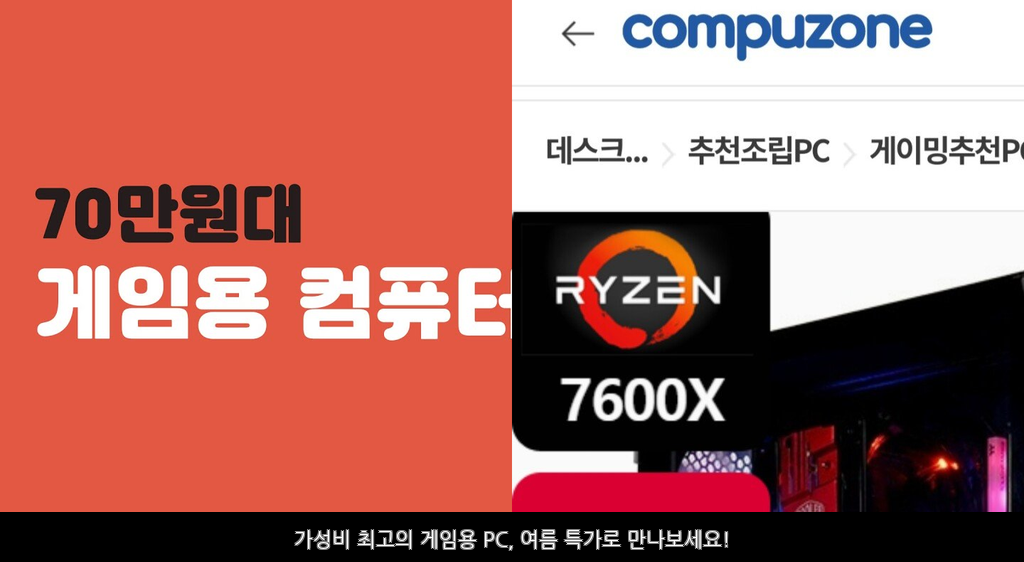 70만원대
게임용 컴퓨터
compuzone
데스크... > 추천조립PC > 게이밍추천PC
RYZEN
7600X
가성비 최고의 게임용 PC, 여름 특가로 만나보세요!